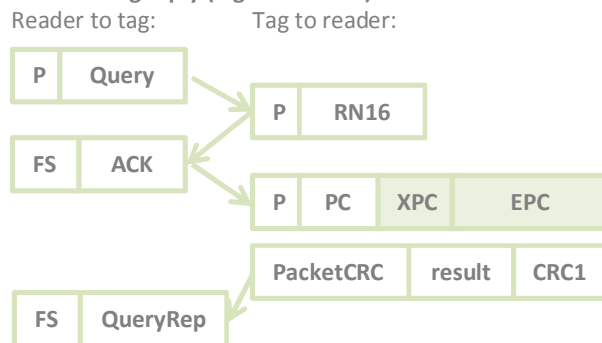 Reader to tag: Tag to reader:
P Query
P RN16
FS ACK
P PC XPC EPC
PacketCRC result CRC1
FS QueryRep